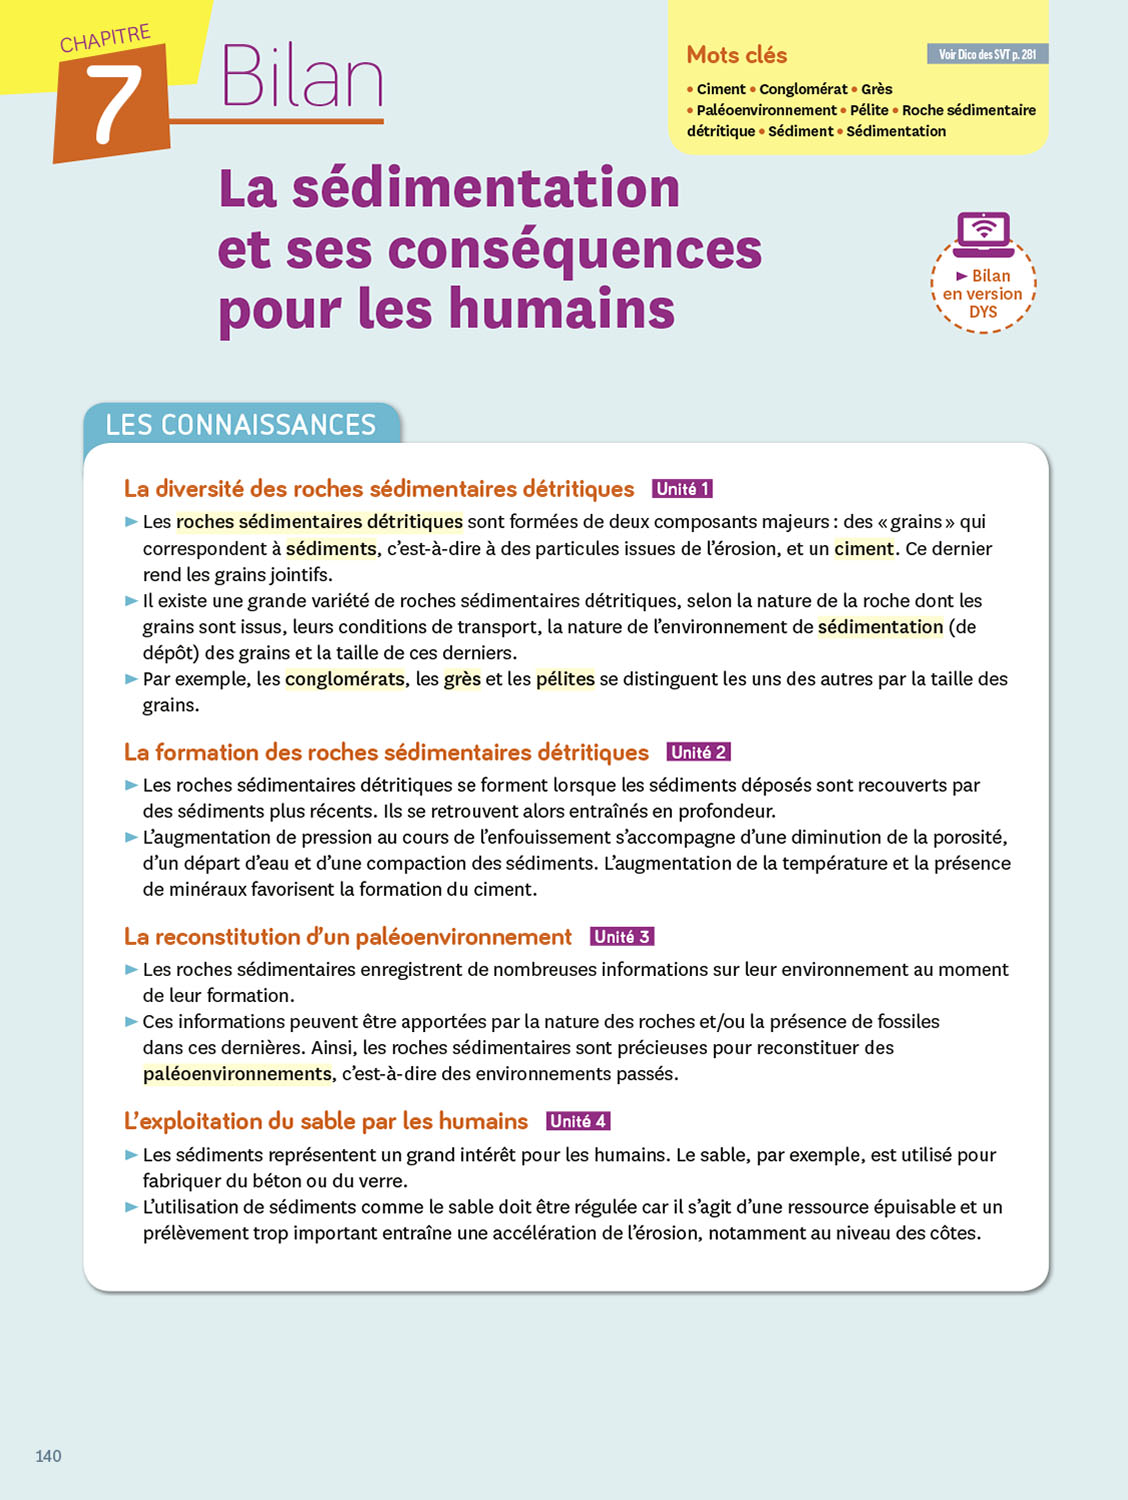 CHAPITRE
7
Bilan
Mots clés
Voir Dico des SVT p. 281
• Ciment • Conglomérat • Grès
• Paléoenvironnement • Pélite • Roche sédimentaire
détritique • Sédiment • Sédimentation
La sédimentation
et ses conséquences
pour les humains
► Bilan
en version
DYS
LES CONNAISSANCES
La diversité des roches sédimentaires détritiques Unité 1
► Les roches sédimentaires détritiques sont formées de deux composants majeurs : des « grains » qui
correspondent à sédiments, c’est-à-dire à des particules issues de l’érosion, et un ciment. Ce dernier
rend les grains jointifs.
► Il existe une grande variété de roches sédimentaires détritiques, selon la nature de la roche dont les
grains sont issus, leurs conditions de transport, la nature de l’environnement de sédimentation (de
dépôt) des grains et la taille de ces derniers.
► Par exemple, les conglomérats, les grès et les pélites se distinguent les uns des autres par la taille des
grains.
La formation des roches sédimentaires détritiques Unité 2
► Les roches sédimentaires détritiques se forment lorsque les sédiments déposés sont recouverts par
des sédiments plus récents. Ils se retrouvent alors entraînés en profondeur.
► L’augmentation de pression au cours de l’enfouissement s’accompagne d’une diminution de la porosité,
d’un départ d’eau et d’une compaction des sédiments. L’augmentation de la température et la présence
de minéraux favorisent la formation du ciment.
La reconstitution d’un paléoenvironnement Unité 3
► Les roches sédimentaires enregistrent de nombreuses informations sur leur environnement au moment
de leur formation.
► Ces informations peuvent être apportées par la nature des roches et/ou la présence de fossiles
dans ces dernières. Ainsi, les roches sédimentaires sont précieuses pour reconstituer des
paléoenvironnements, c’est-à-dire des environnements passés.
L’exploitation du sable par les humains Unité 4
► Les sédiments représentent un grand intérêt pour les humains. Le sable, par exemple, est utilisé pour
fabriquer du béton ou du verre.
► L’utilisation de sédiments comme le sable doit être régulée car il s’agit d’une ressource épuisable et un
prélèvement trop important entraîne une accélération de l’érosion, notamment au niveau des côtes.
140